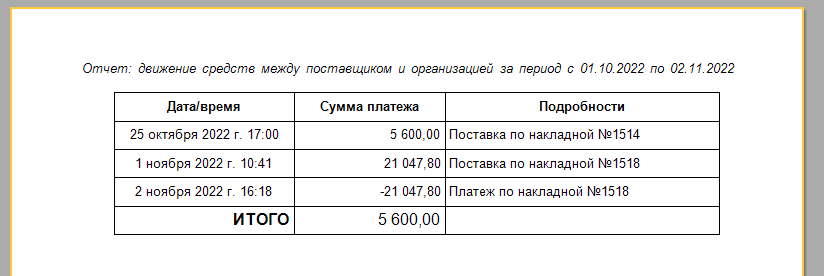 Отчет: движение средств между поставщиком и организацией за период с 01.10.2022 по 02.11.2022
Дата/время Сумма платежа Подробности
25 октября 2022 г. 17:00 5 600,00 Поставка по накладной №1514
1 ноября 2022 г. 10:41 21 047,80 Поставка по накладной №1518
2 ноября 2022 г. 16:18 -21 047,80 Платеж по накладной №1518
ИТОГО 5 600,00